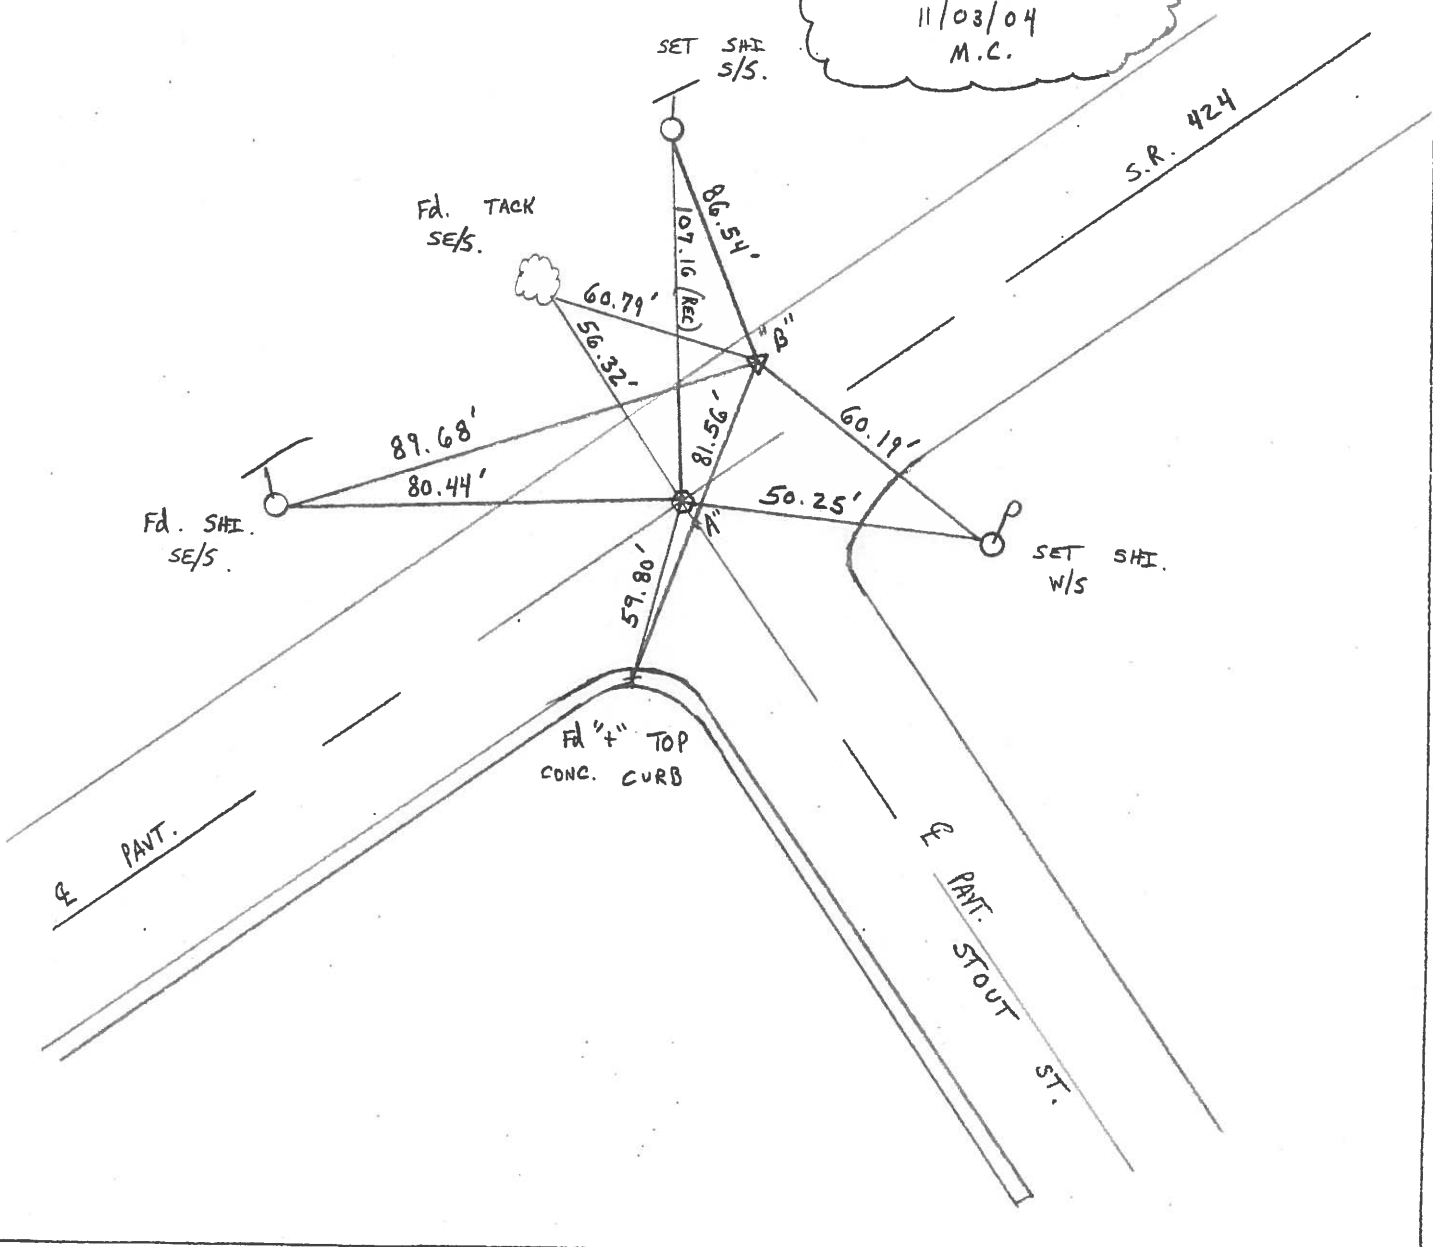 11/03/04
M.C.
SET SHI
S/S.
S.R. 424
Fd. TACK
SE/S.
86.54'
107.16 (REC)
60.79'
56.32'
"B"
89.68'
81.56'
60.19'
80.44'
50.25'
"A"
Fd. SHI.
SE/S.
SET SHI.
W/S
59.80'
Fd "+" TOP
CONC. CURB
℄ PAVT.
℄ PAVT.
STOUT ST.